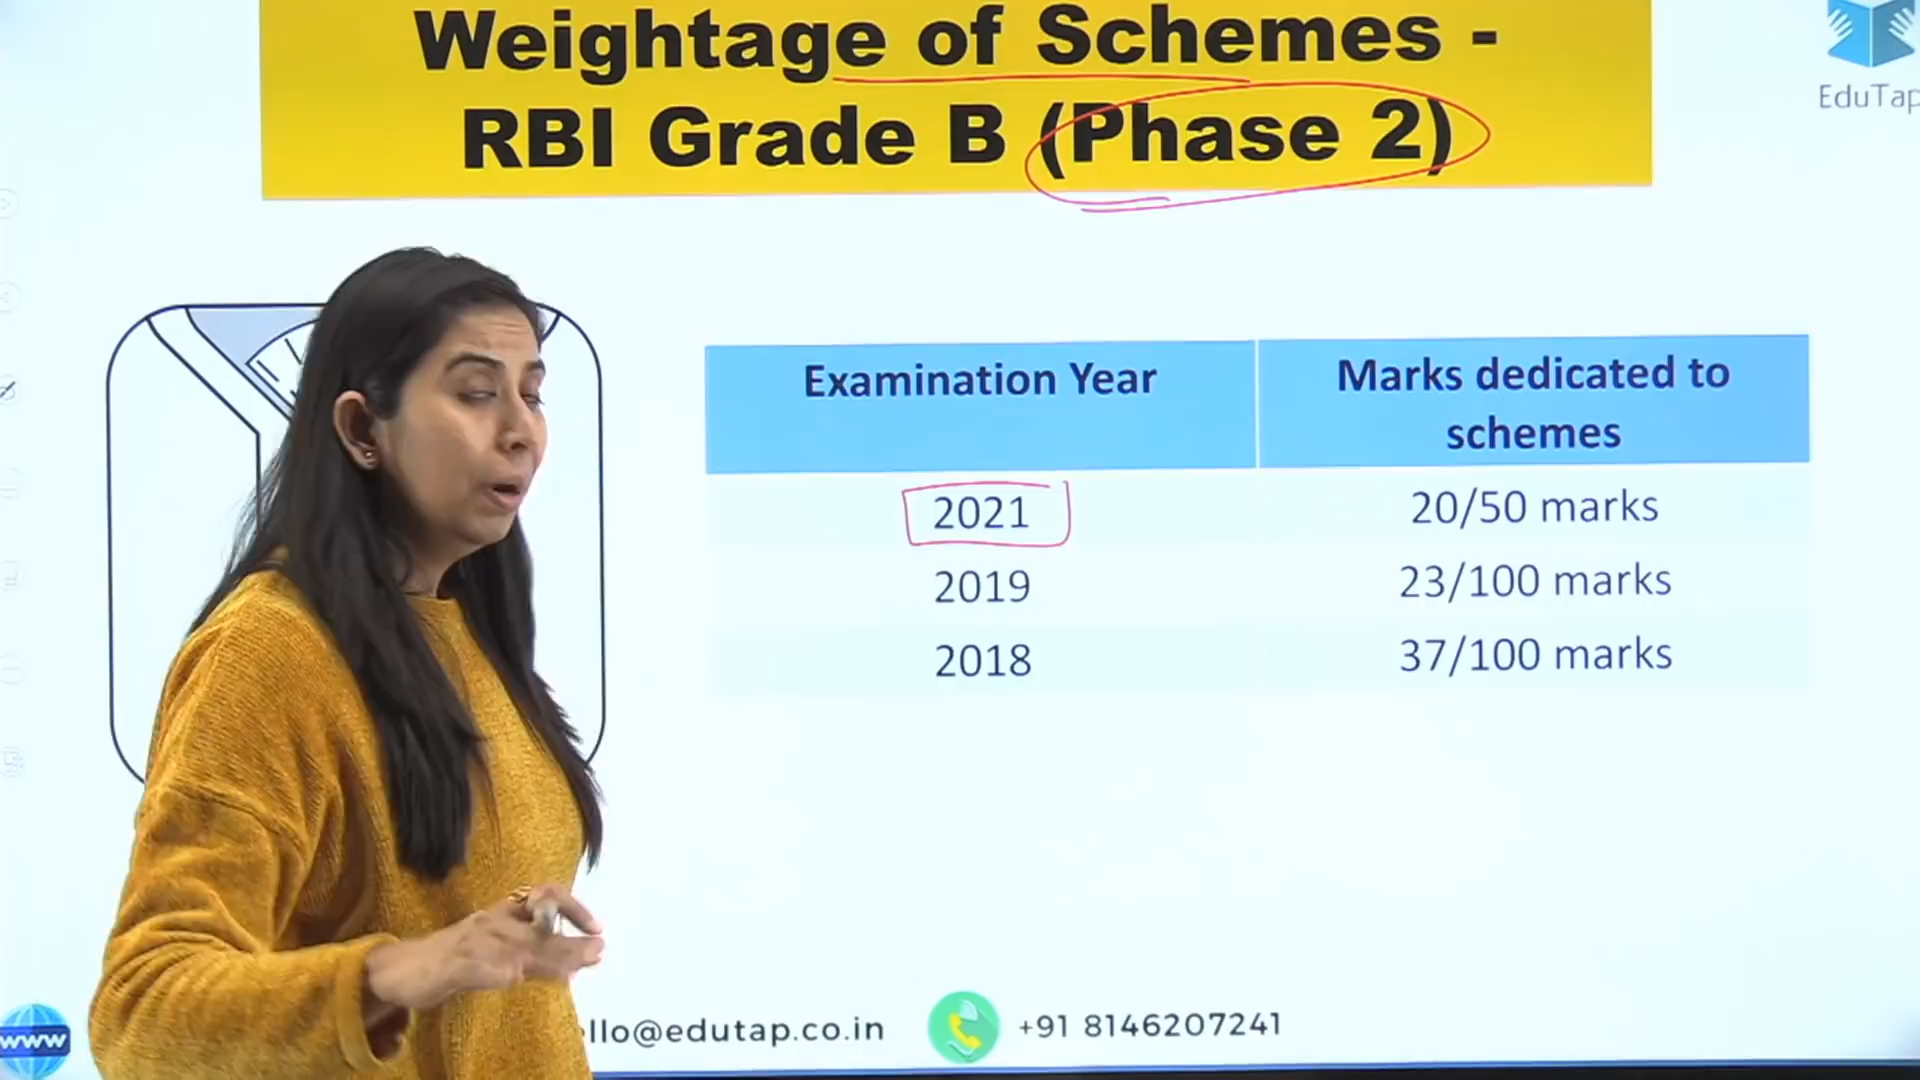 Weightage of Schemes -
RBI Grade B (Phase 2)
EduTap
Examination Year
Marks dedicated to
schemes
2021
20/50 marks
2019
23/100 marks
2018
37/100 marks
www
llo@edutap.co.in
+91 8146207241